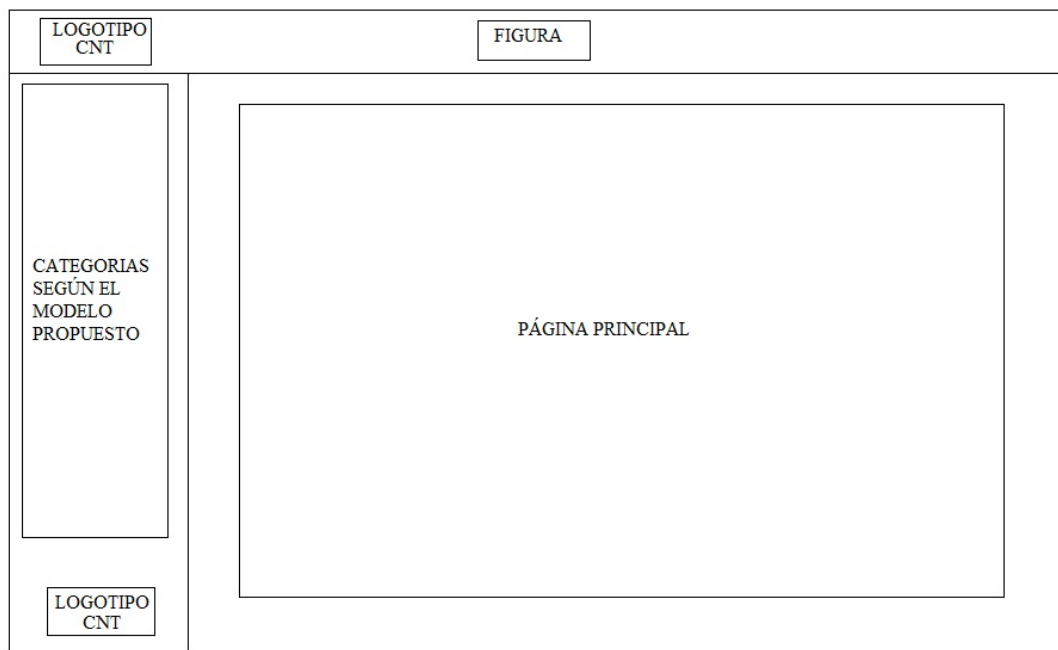 LOGOTIPO
CNT
FIGURA
CATEGORIAS
SEGÚN EL
MODELO
PROPUESTO
PÁGINA PRINCIPAL
LOGOTIPO
CNT